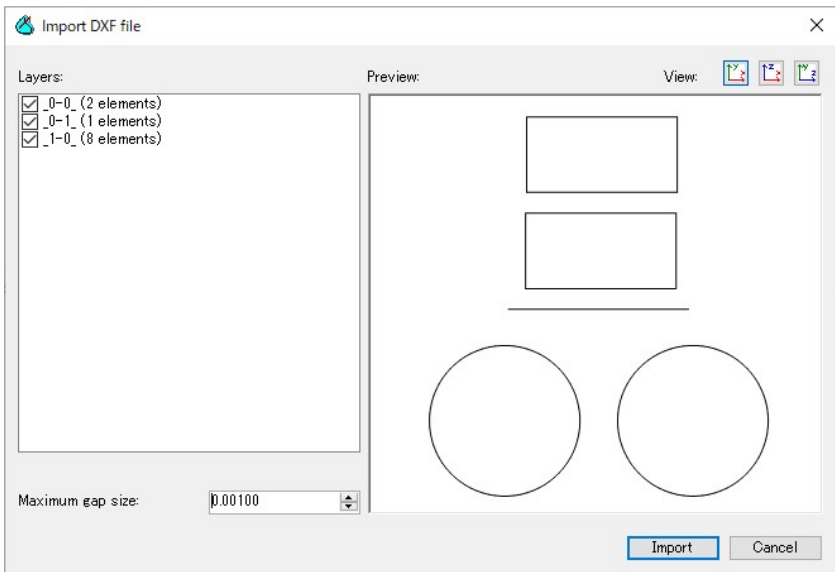 Import DXF file
Layers:
Preview:
View:
_0-0_ (2 elements)
_0-1_ (1 elements)
_1-0_ (8 elements)
Maximum gap size:
0.00100
Import
Cancel